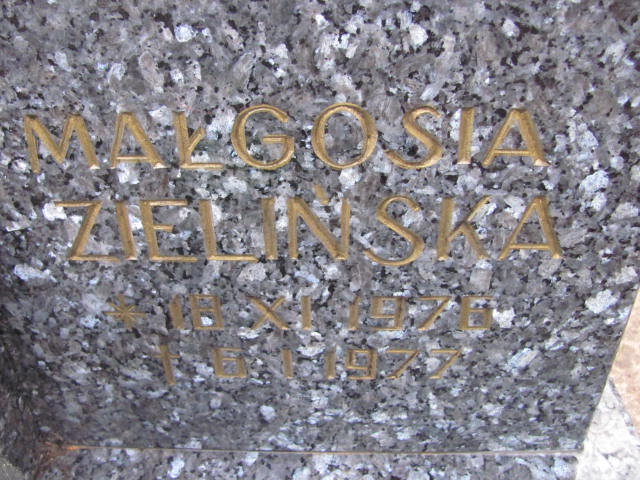 MAŁGOSIA
ZIELIŃSKA
* 18 XI 1976
† 6 I 1977